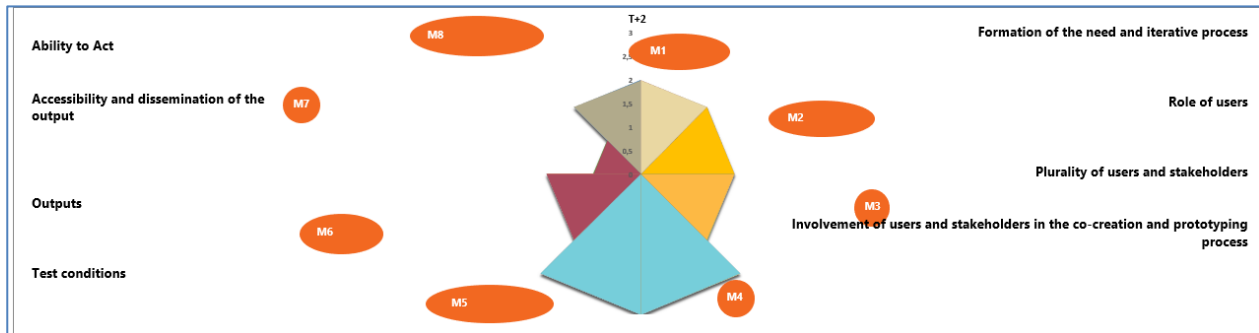 T+2
M8
M1
Formation of the need and iterative process
Ability to Act
3
2,5
2
Accessibility and dissemination of the
output
M7
1,5
Role of users
M2
1
0,5
Plurality of users and stakeholders
Outputs
M3
Involvement of users and stakeholders in the co-creation and prototyping
process
M6
Test conditions
M5
M4